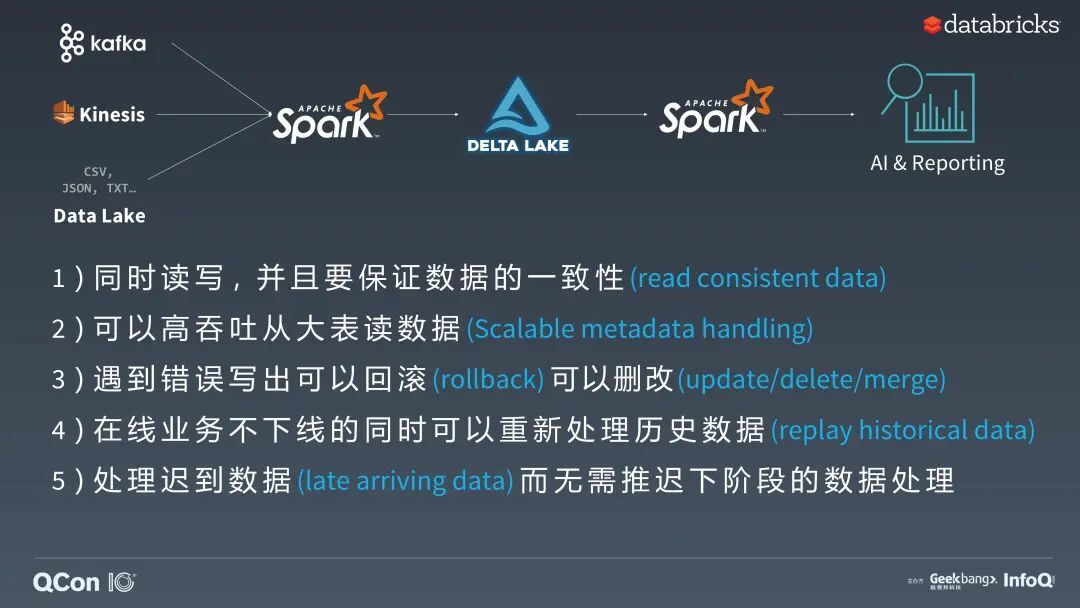 kafka
databricks
Kinesis
APACHE
Spark™
DELTA LAKE
APACHE
Spark™
AI & Reporting
CSV,
JSON, TXT…
Data Lake
1）同时读写，并且要保证数据的一致性(read consistent data)
2）可以高吞吐从大表读数据(Scalable metadata handling)
3）遇到错误写出可以回滚(rollback)可以删改(update/delete/merge)
4）在线业务不下线的同时可以重新处理历史数据(replay historical data)
5）处理迟到数据(late arriving data)而无需推迟下阶段的数据处理
QCon 10
主办方 Geekbang>. InfoQ
极客邦科技